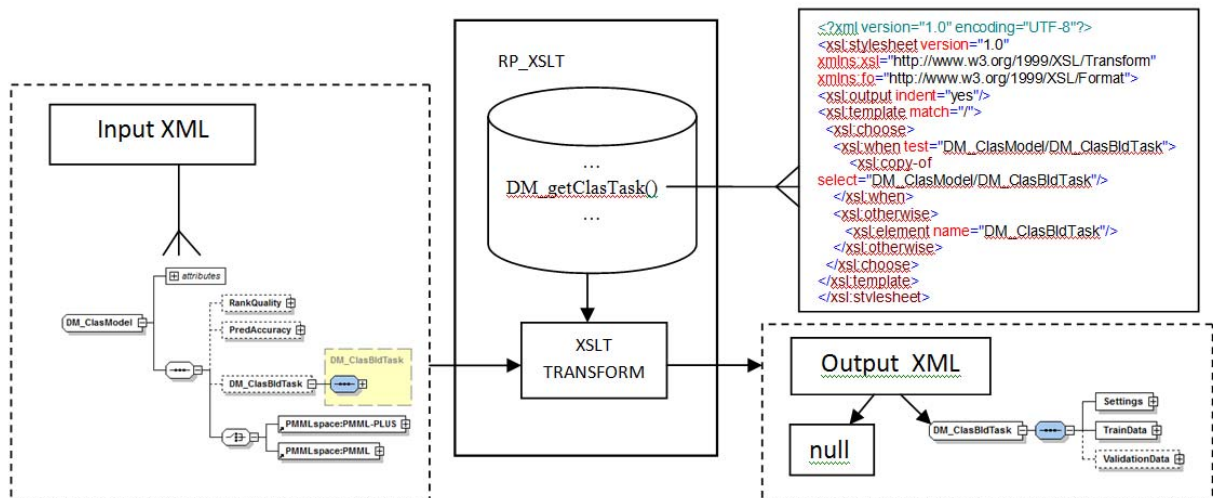 Input XML
attributes
DM_ClasModel
RankQuality
PredAccuracy
DM_ClasBldTask
DM_ClasBldTask
PMMLspace:PMML-PLUS
PMMLspace:PMML
RP_XSLT
...
DM_getClasTask()
...
XSLT
TRANSFORM
<?xml version="1.0" encoding="UTF-8"?>
<xsl:stylesheet version="1.0"
xmlns:xsl="http://www.w3.org/1999/XSL/Transform"
xmlns:fo="http://www.w3.org/1999/XSL/Format">
<xsl:output indent="yes"/>
<xsl:template match="/">
<xsl:choose>
<xsl:when test="DM_ClasModel/DM_ClasBldTask">
<xsl:copy-of
select="DM_ClasModel/DM_ClasBldTask"/>
</xsl:when>
<xsl:otherwise>
<xsl:element name="DM_ClasBldTask"/>
</xsl:otherwise>
</xsl:choose>
</xsl:template>
</xsl:stylesheet>
Output XML
null
DM_ClasBldTask
Settings
TrainData
ValidationData